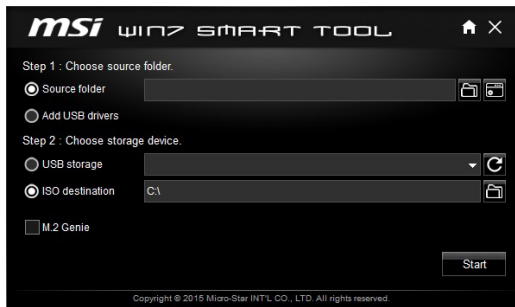 msi WIN7 SMART TOOL
Step 1 : Choose source folder.
Source folder
Add USB drivers
Step 2 : Choose storage device.
USB storage
ISO destination C:\
M.2 Genie
Start
Copyright © 2015 Micro-Star INT'L CO., LTD. All rights reserved.